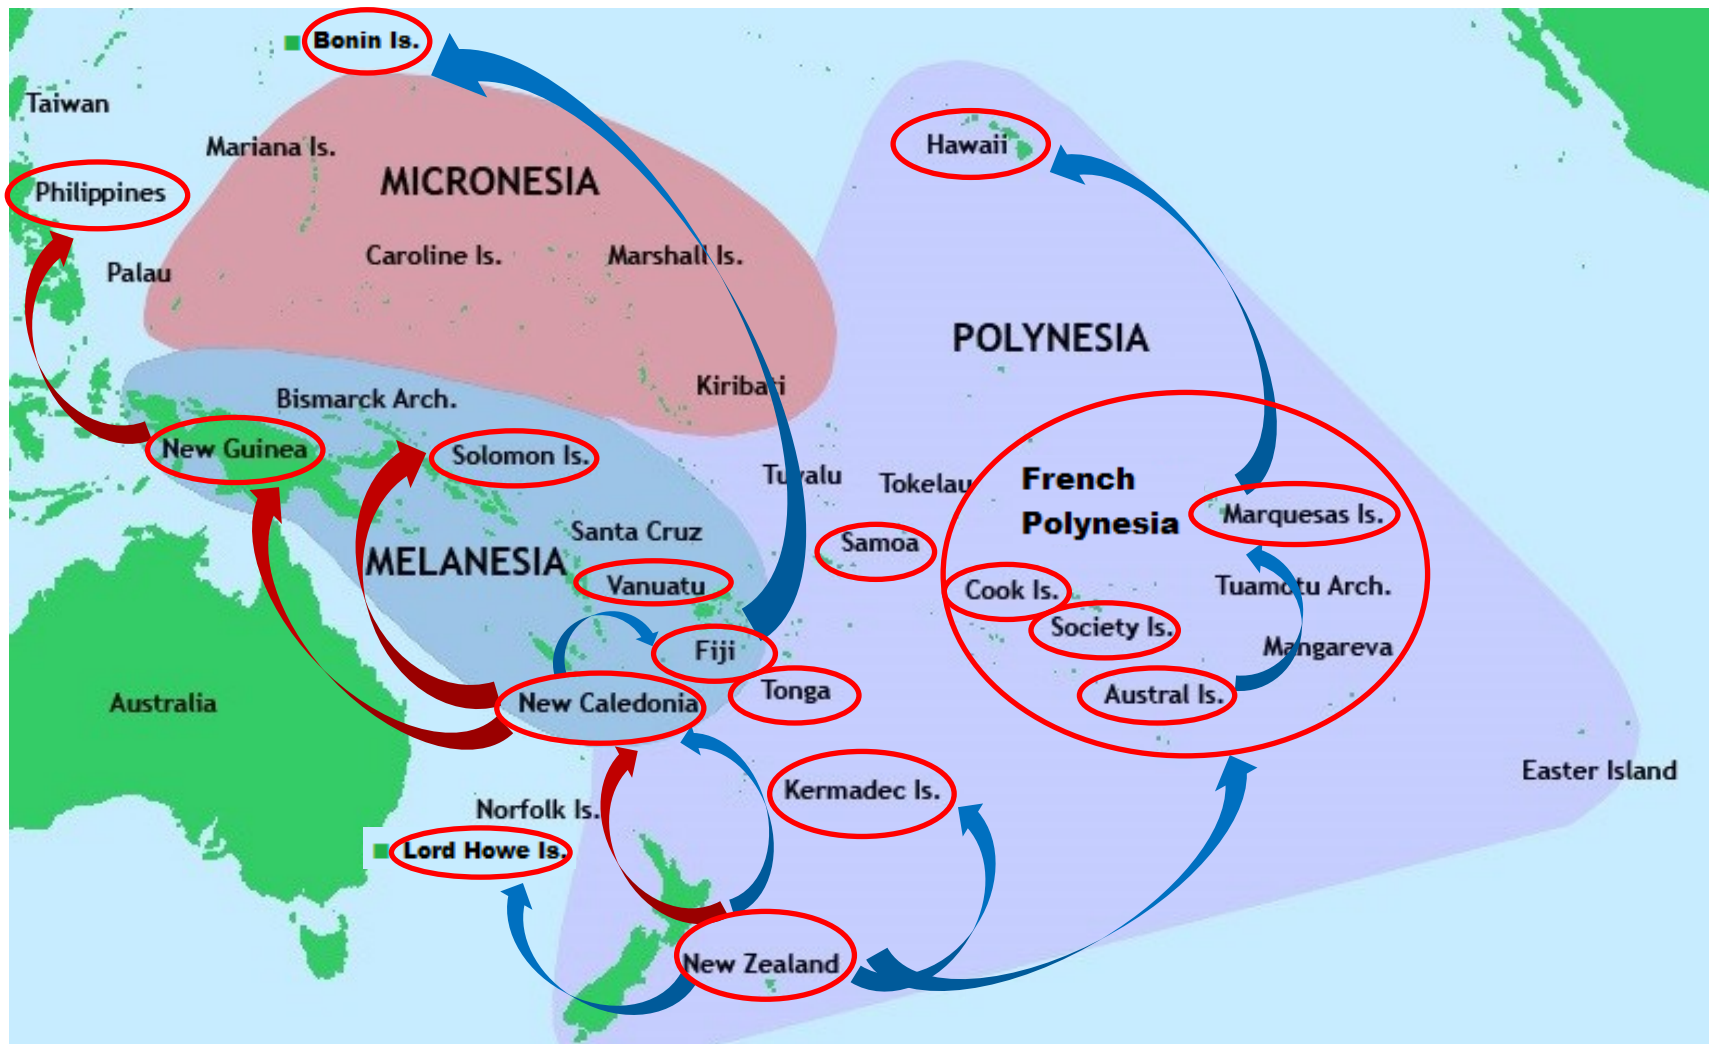 Bonin Is.
Taiwan
Hawaii
Mariana Is.
MICRONESIA
Philippines
Caroline Is.
Marshall Is.
Palau
POLYNESIA
Kiribati
Bismarck Arch.
New Guinea
Solomon Is.
Tuvalu
Tokelau
French
Polynesia
Marquesas Is.
Santa Cruz
Samoa
MELANESIA
Vanuatu
Cook Is.
Tuamotu Arch.
Society Is.
Fiji
Mangareva
Tonga
Austral Is.
Australia
New Caledonia
Easter Island
Kermadec Is.
Norfolk Is.
Lord Howe Is.
New Zealand